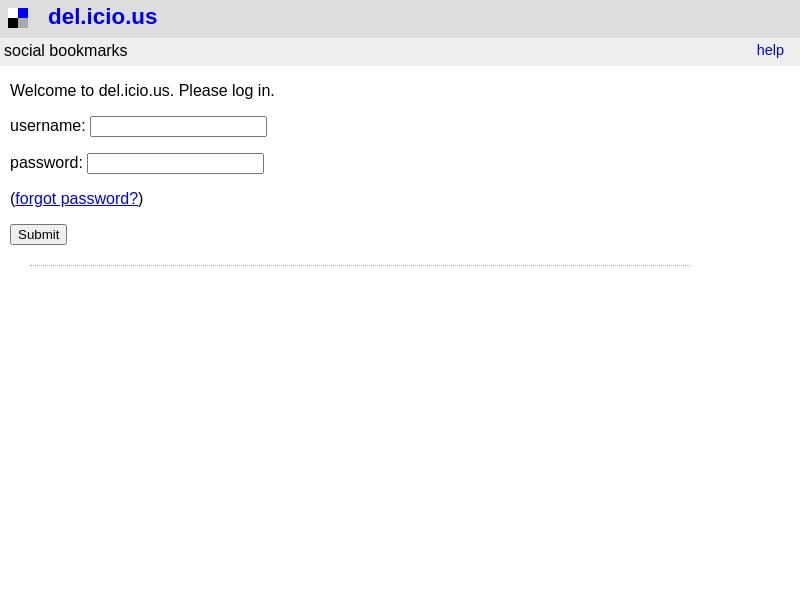 del.icio.us
social bookmarks help
Welcome to del.icio.us. Please log in.
username:
password:
(forgot password?)
Submit